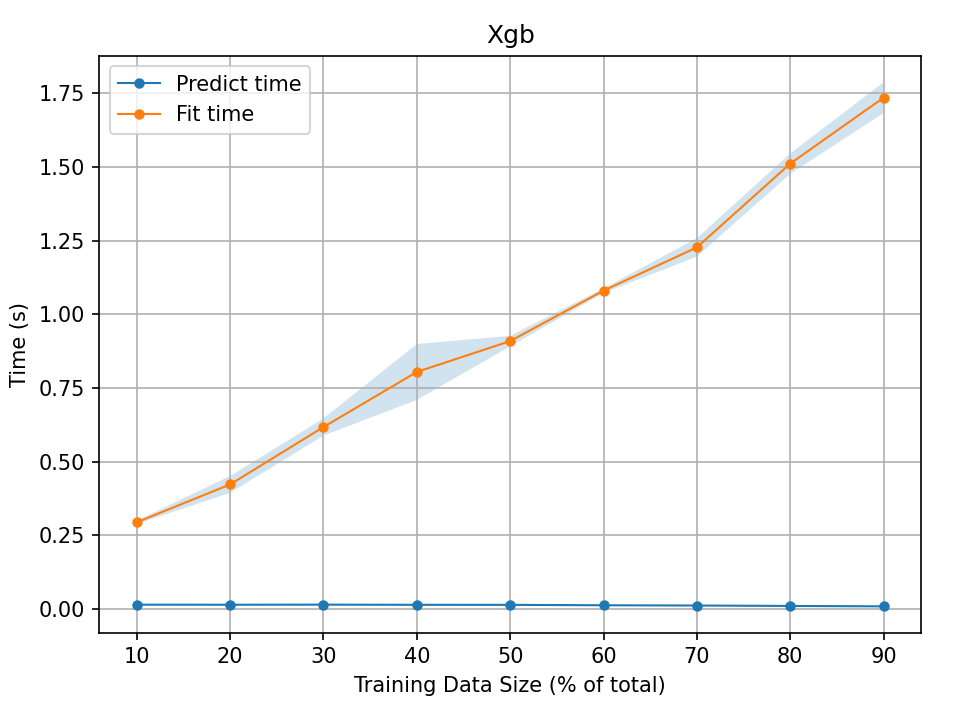 Xgb
Predict time
Fit time
1.75
1.50
1.25
1.00
0.75
0.50
0.25
0.00
Time (s)
10 20 30 40 50 60 70 80 90
Training Data Size (% of total)